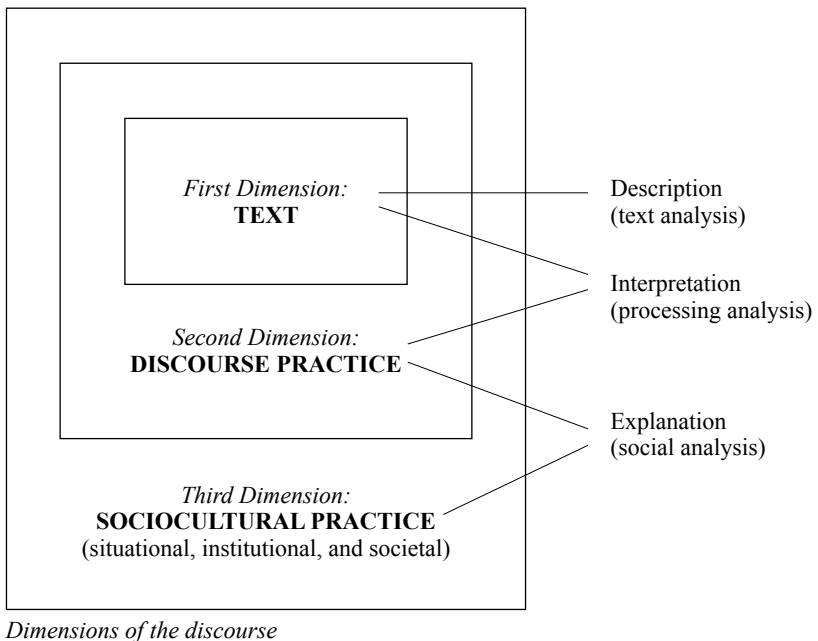 First Dimension:
TEXT
Description
(text analysis)
Interpretation
(processing analysis)
Second Dimension:
DISCOURSE PRACTICE
Explanation
(social analysis)
Third Dimension:
SOCIOCULTURAL PRACTICE
(situational, institutional, and societal)
Dimensions of the discourse